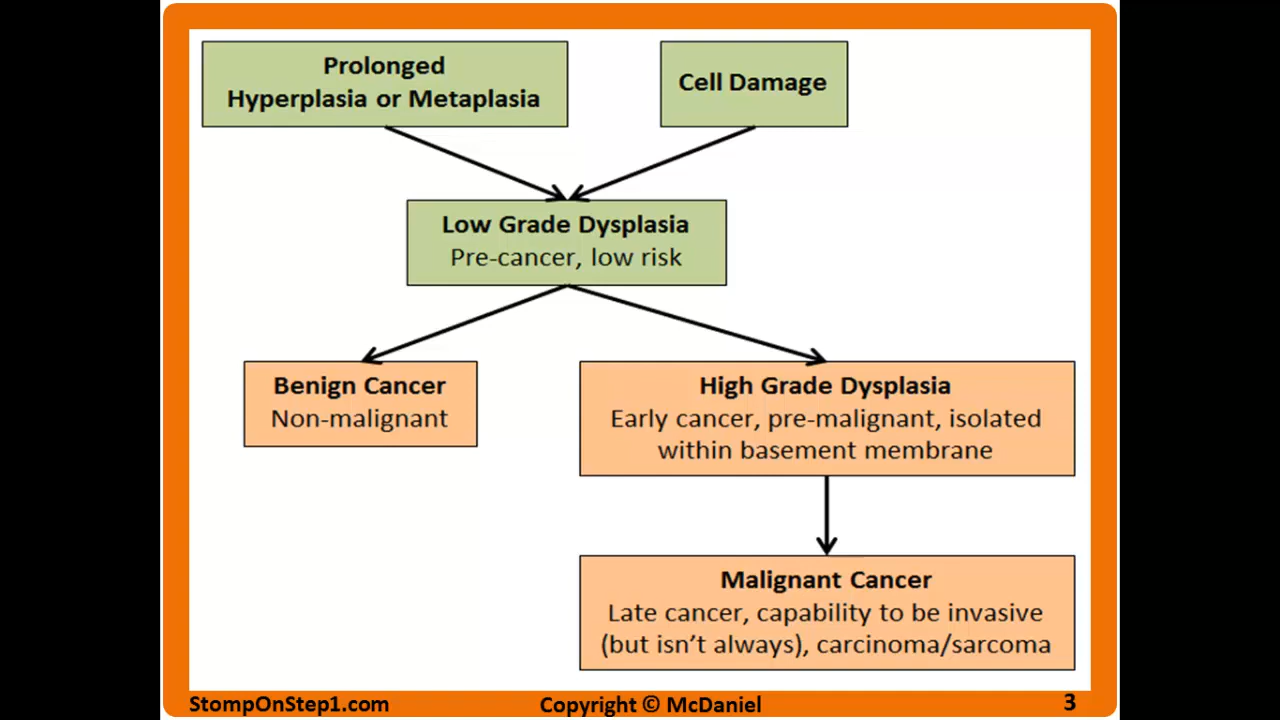 Prolonged
Hyperplasia or Metaplasia
Cell Damage
Low Grade Dysplasia
Pre-cancer, low risk
Benign Cancer
Non-malignant
High Grade Dysplasia
Early cancer, pre-malignant, isolated
within basement membrane
Malignant Cancer
Late cancer, capability to be invasive
(but isn't always), carcinoma/sarcoma
StompOnStep1.com
Copyright © McDaniel
3